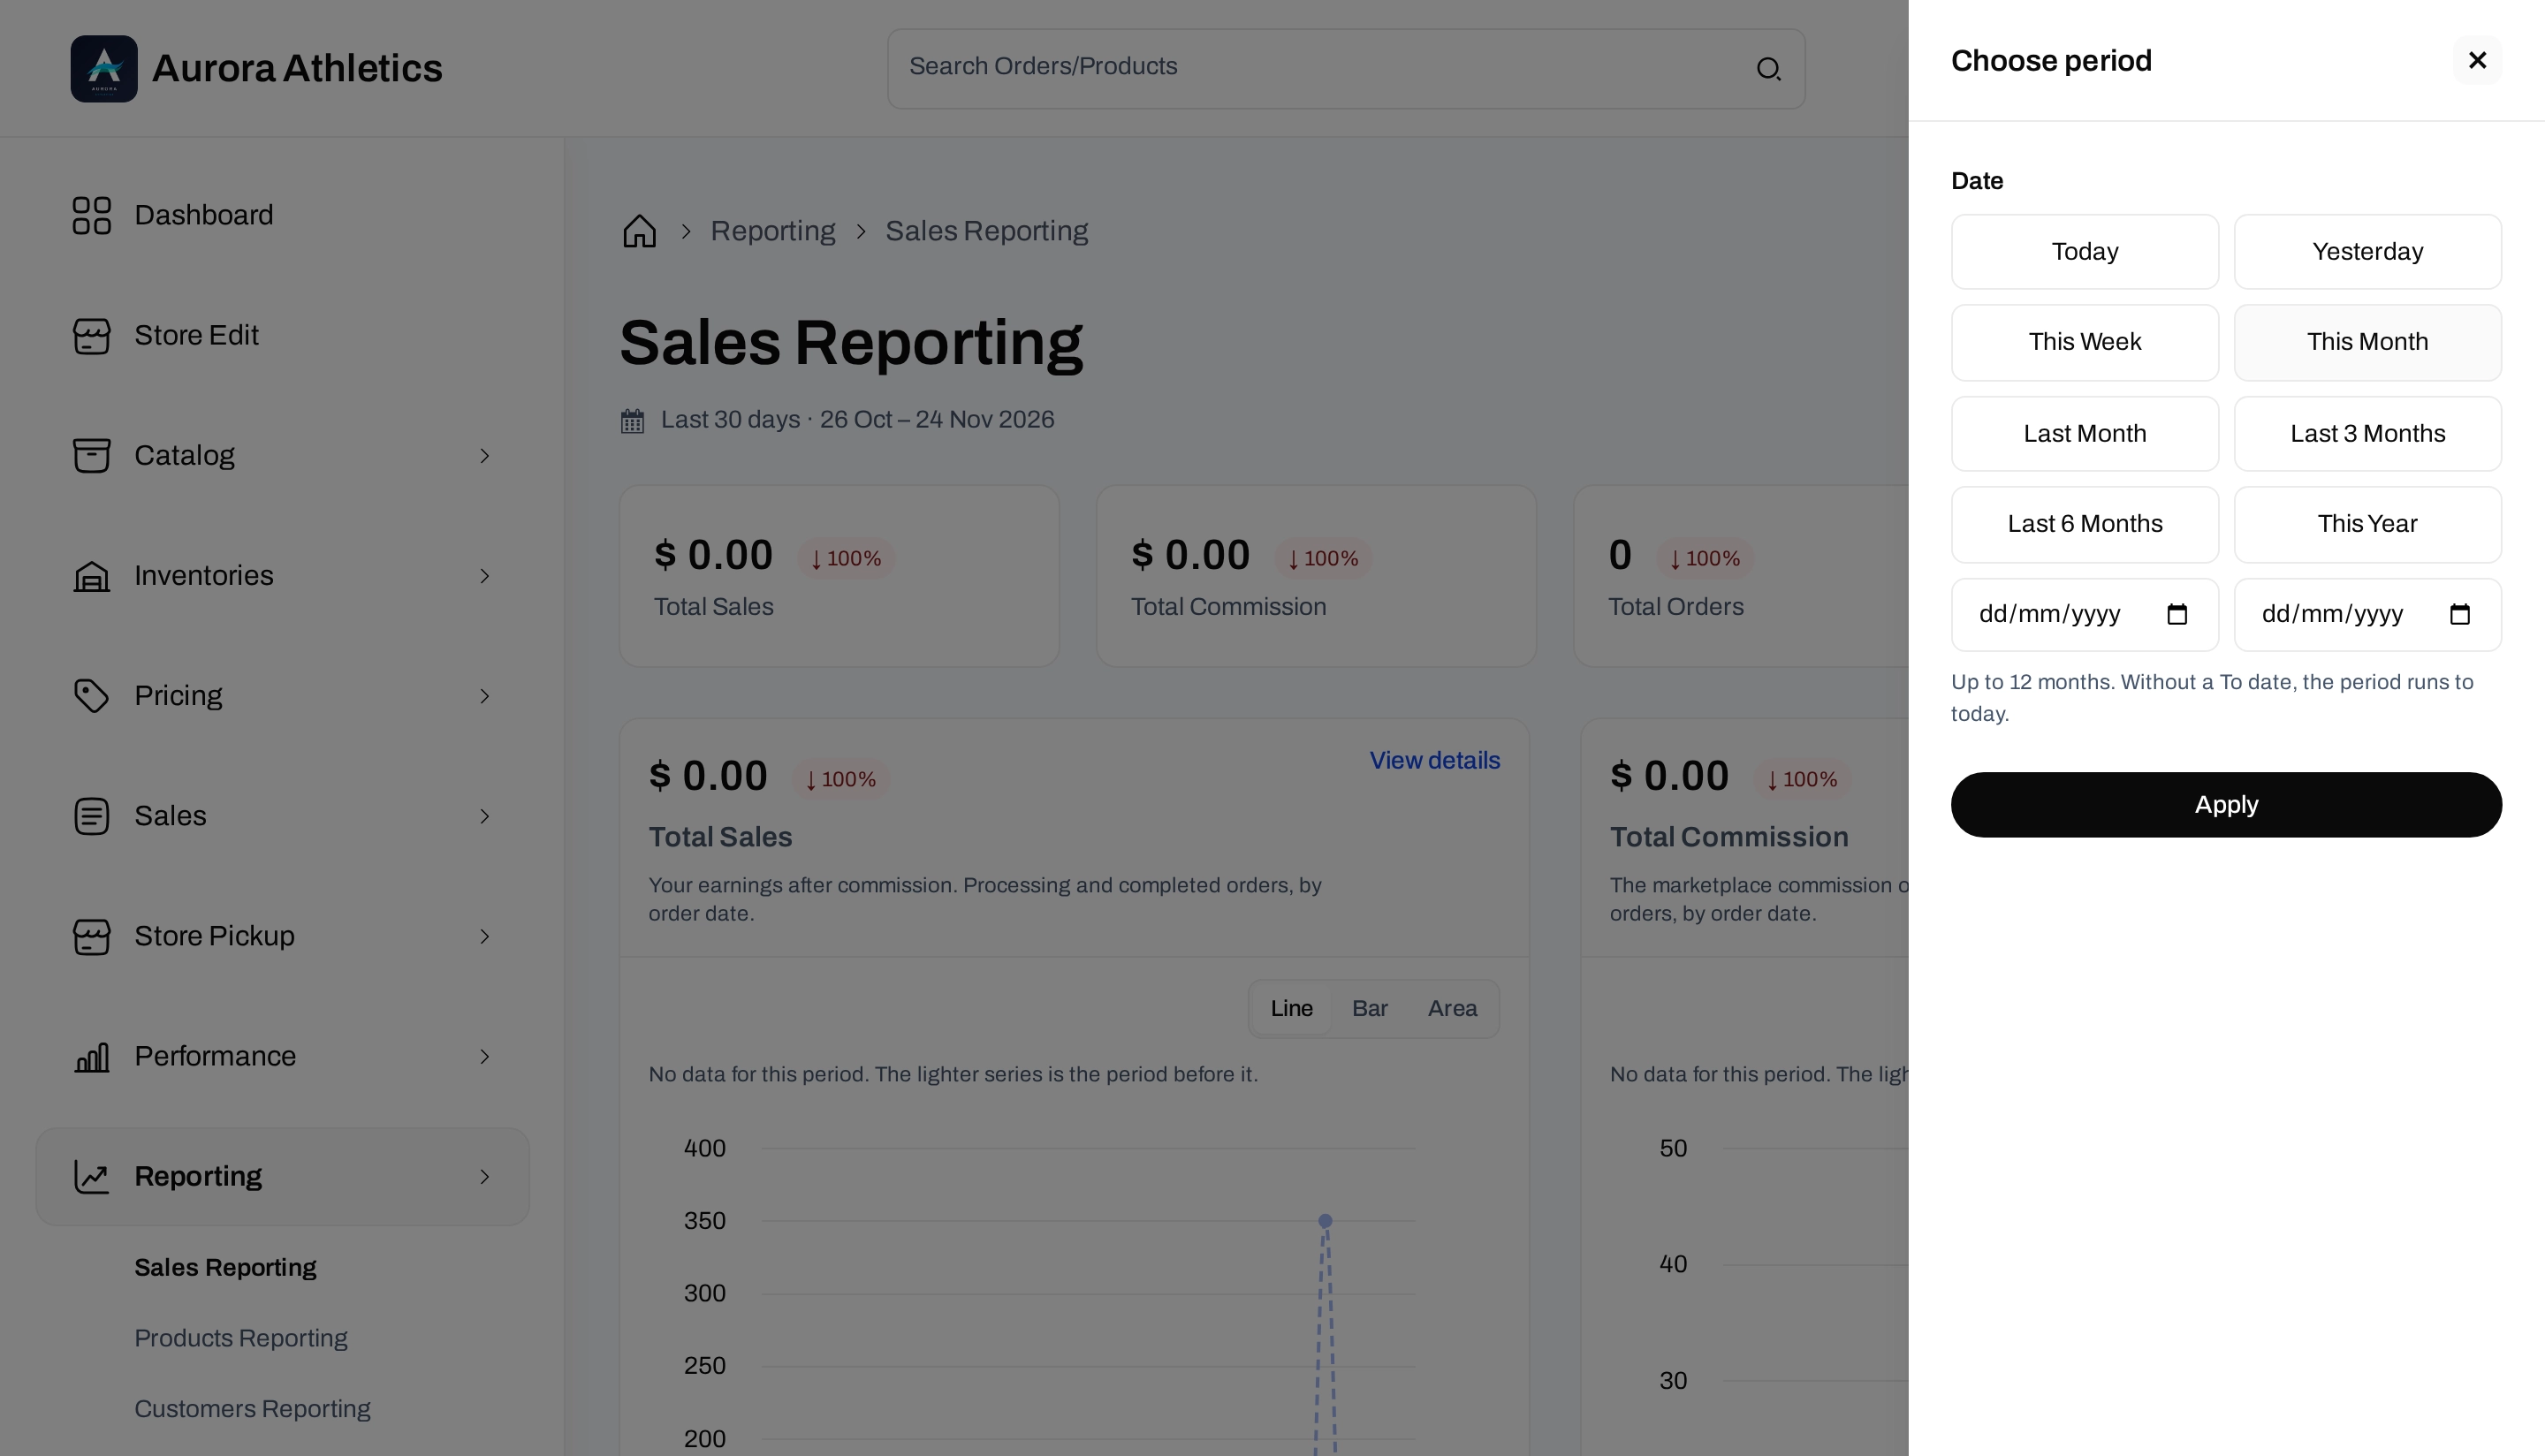 Aurora Athletics
AURORA
Search Orders/Products
Dashboard
Store Edit
Catalog
Inventories
Pricing
Sales
Store Pickup
Performance
Reporting
Sales Reporting
Products Reporting
Customers Reporting
Reporting
Sales Reporting
Sales Reporting
Last 30 days · 26 Oct – 24 Nov 2026
$ 0.00 ↓ 100%
Total Sales
$ 0.00 ↓ 100%
Total Commission
0 ↓ 100%
Total Orders
$ 0.00 ↓ 100%
View details
Total Sales
Your earnings after commission. Processing and completed orders, by
order date.
Line Bar Area
No data for this period. The lighter series is the period before it.
400
350
300
250
200
$ 0.00 ↓ 100%
Total Commission
The marketplace commission
orders, by order date.
No data for this period. The
50
40
30
Choose period
Date
Today
Yesterday
This Week
This Month
Last Month
Last 3 Months
Last 6 Months
This Year
dd/mm/yyyy
dd/mm/yyyy
Up to 12 months. Without a To date, the period runs to
today.
Apply